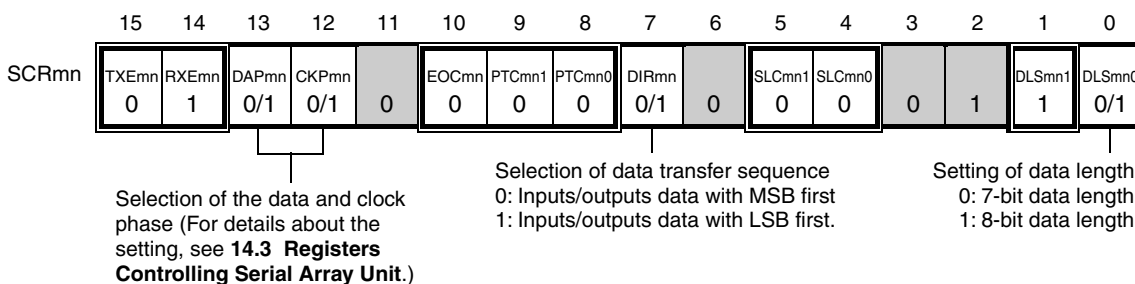 15 14 13 12 11 10 9 8 7 6 5 4 3 2 1 0
SCRmn
TXEmn RXEmn DAPmn CKPmn EOCmn PTCmn1 PTCmn0 DIRmn SLCmn1 SLCmn0 DLSmn1 DLSmn0
0 1 0/1 0/1 0 0 0 0 0/1 0 0 0 0 1 1 0/1
Selection of the data and clock
phase (For details about the
setting, see 14.3 Registers
Controlling Serial Array Unit.)
Selection of data transfer sequence
0: Inputs/outputs data with MSB first
1: Inputs/outputs data with LSB first.
Setting of data length
0: 7-bit data length
1: 8-bit data length